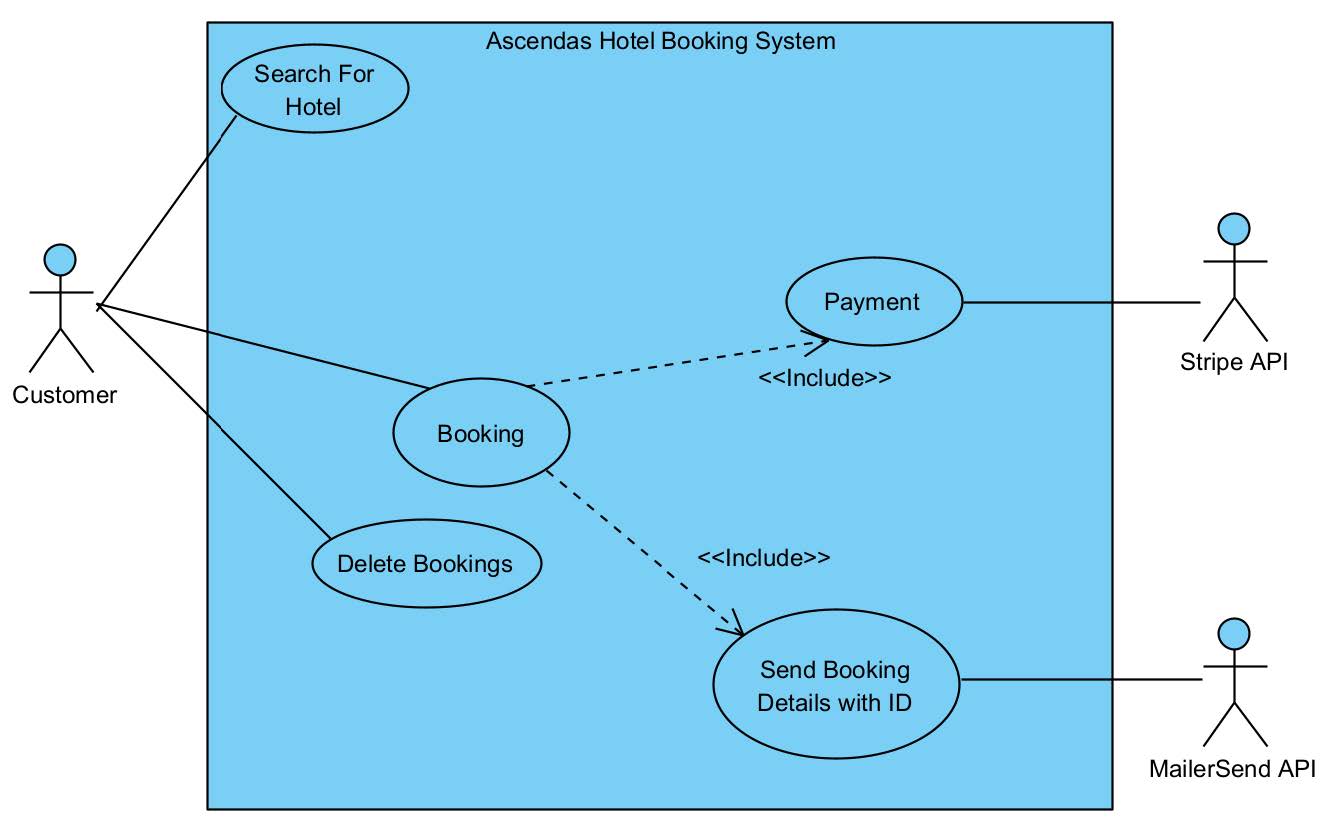 Ascendas Hotel Booking System
Search For
Hotel
Payment
Stripe API
<<Include>>
Customer
Booking
<<Include>>
Delete Bookings
Send Booking
Details with ID
MailerSend API